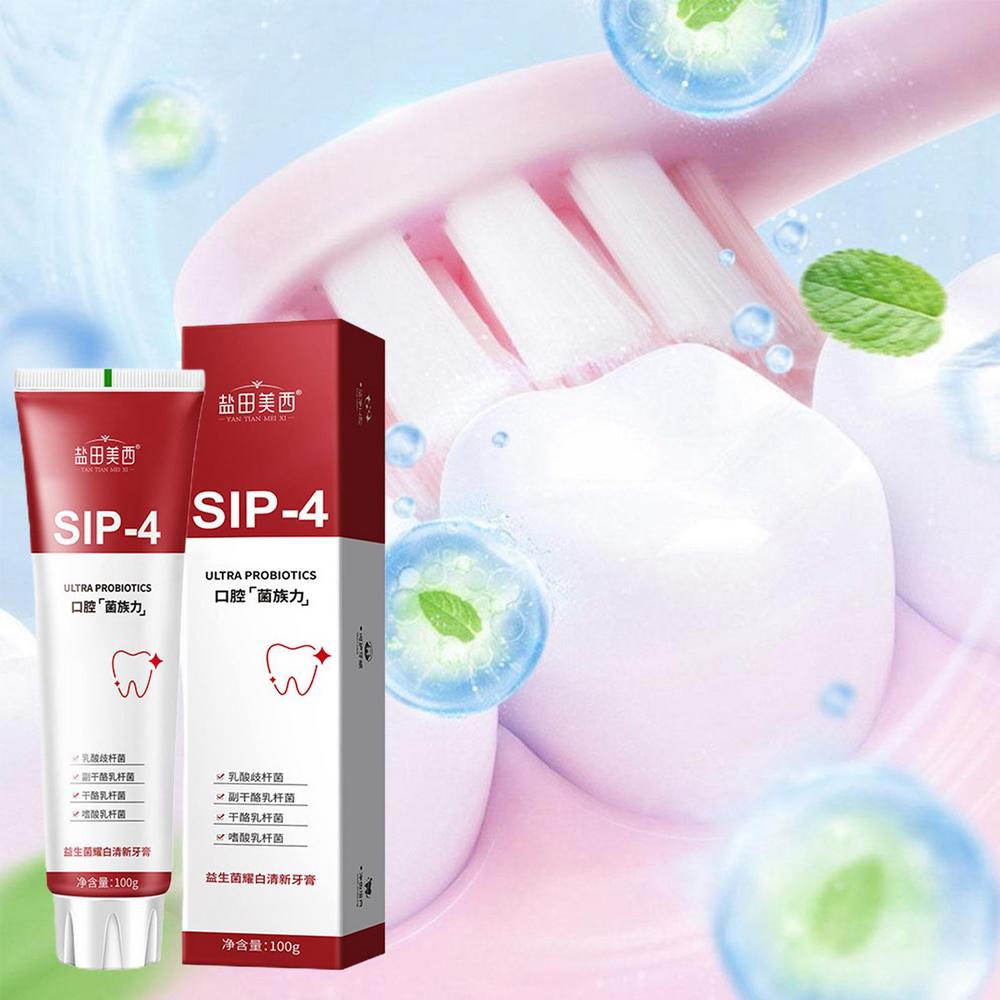 盐田美西®
YAN TIAN MEI XI
SIP-4
ULTRA PROBIOTICS
口腔「菌族力」
乳酸歧杆菌
副干酪乳杆菌
干酪乳杆菌
嗜酸乳杆菌
益生菌耀白清新牙膏
净含量:100g
盐田美西®
YAN TIAN MEI XI
SIP-4
ULTRA PROBIOTICS
口腔「菌族力」
乳酸歧杆菌
副干酪乳杆菌
干酪乳杆菌
嗜酸乳杆菌
益生菌耀白清新牙膏
净含量:100g